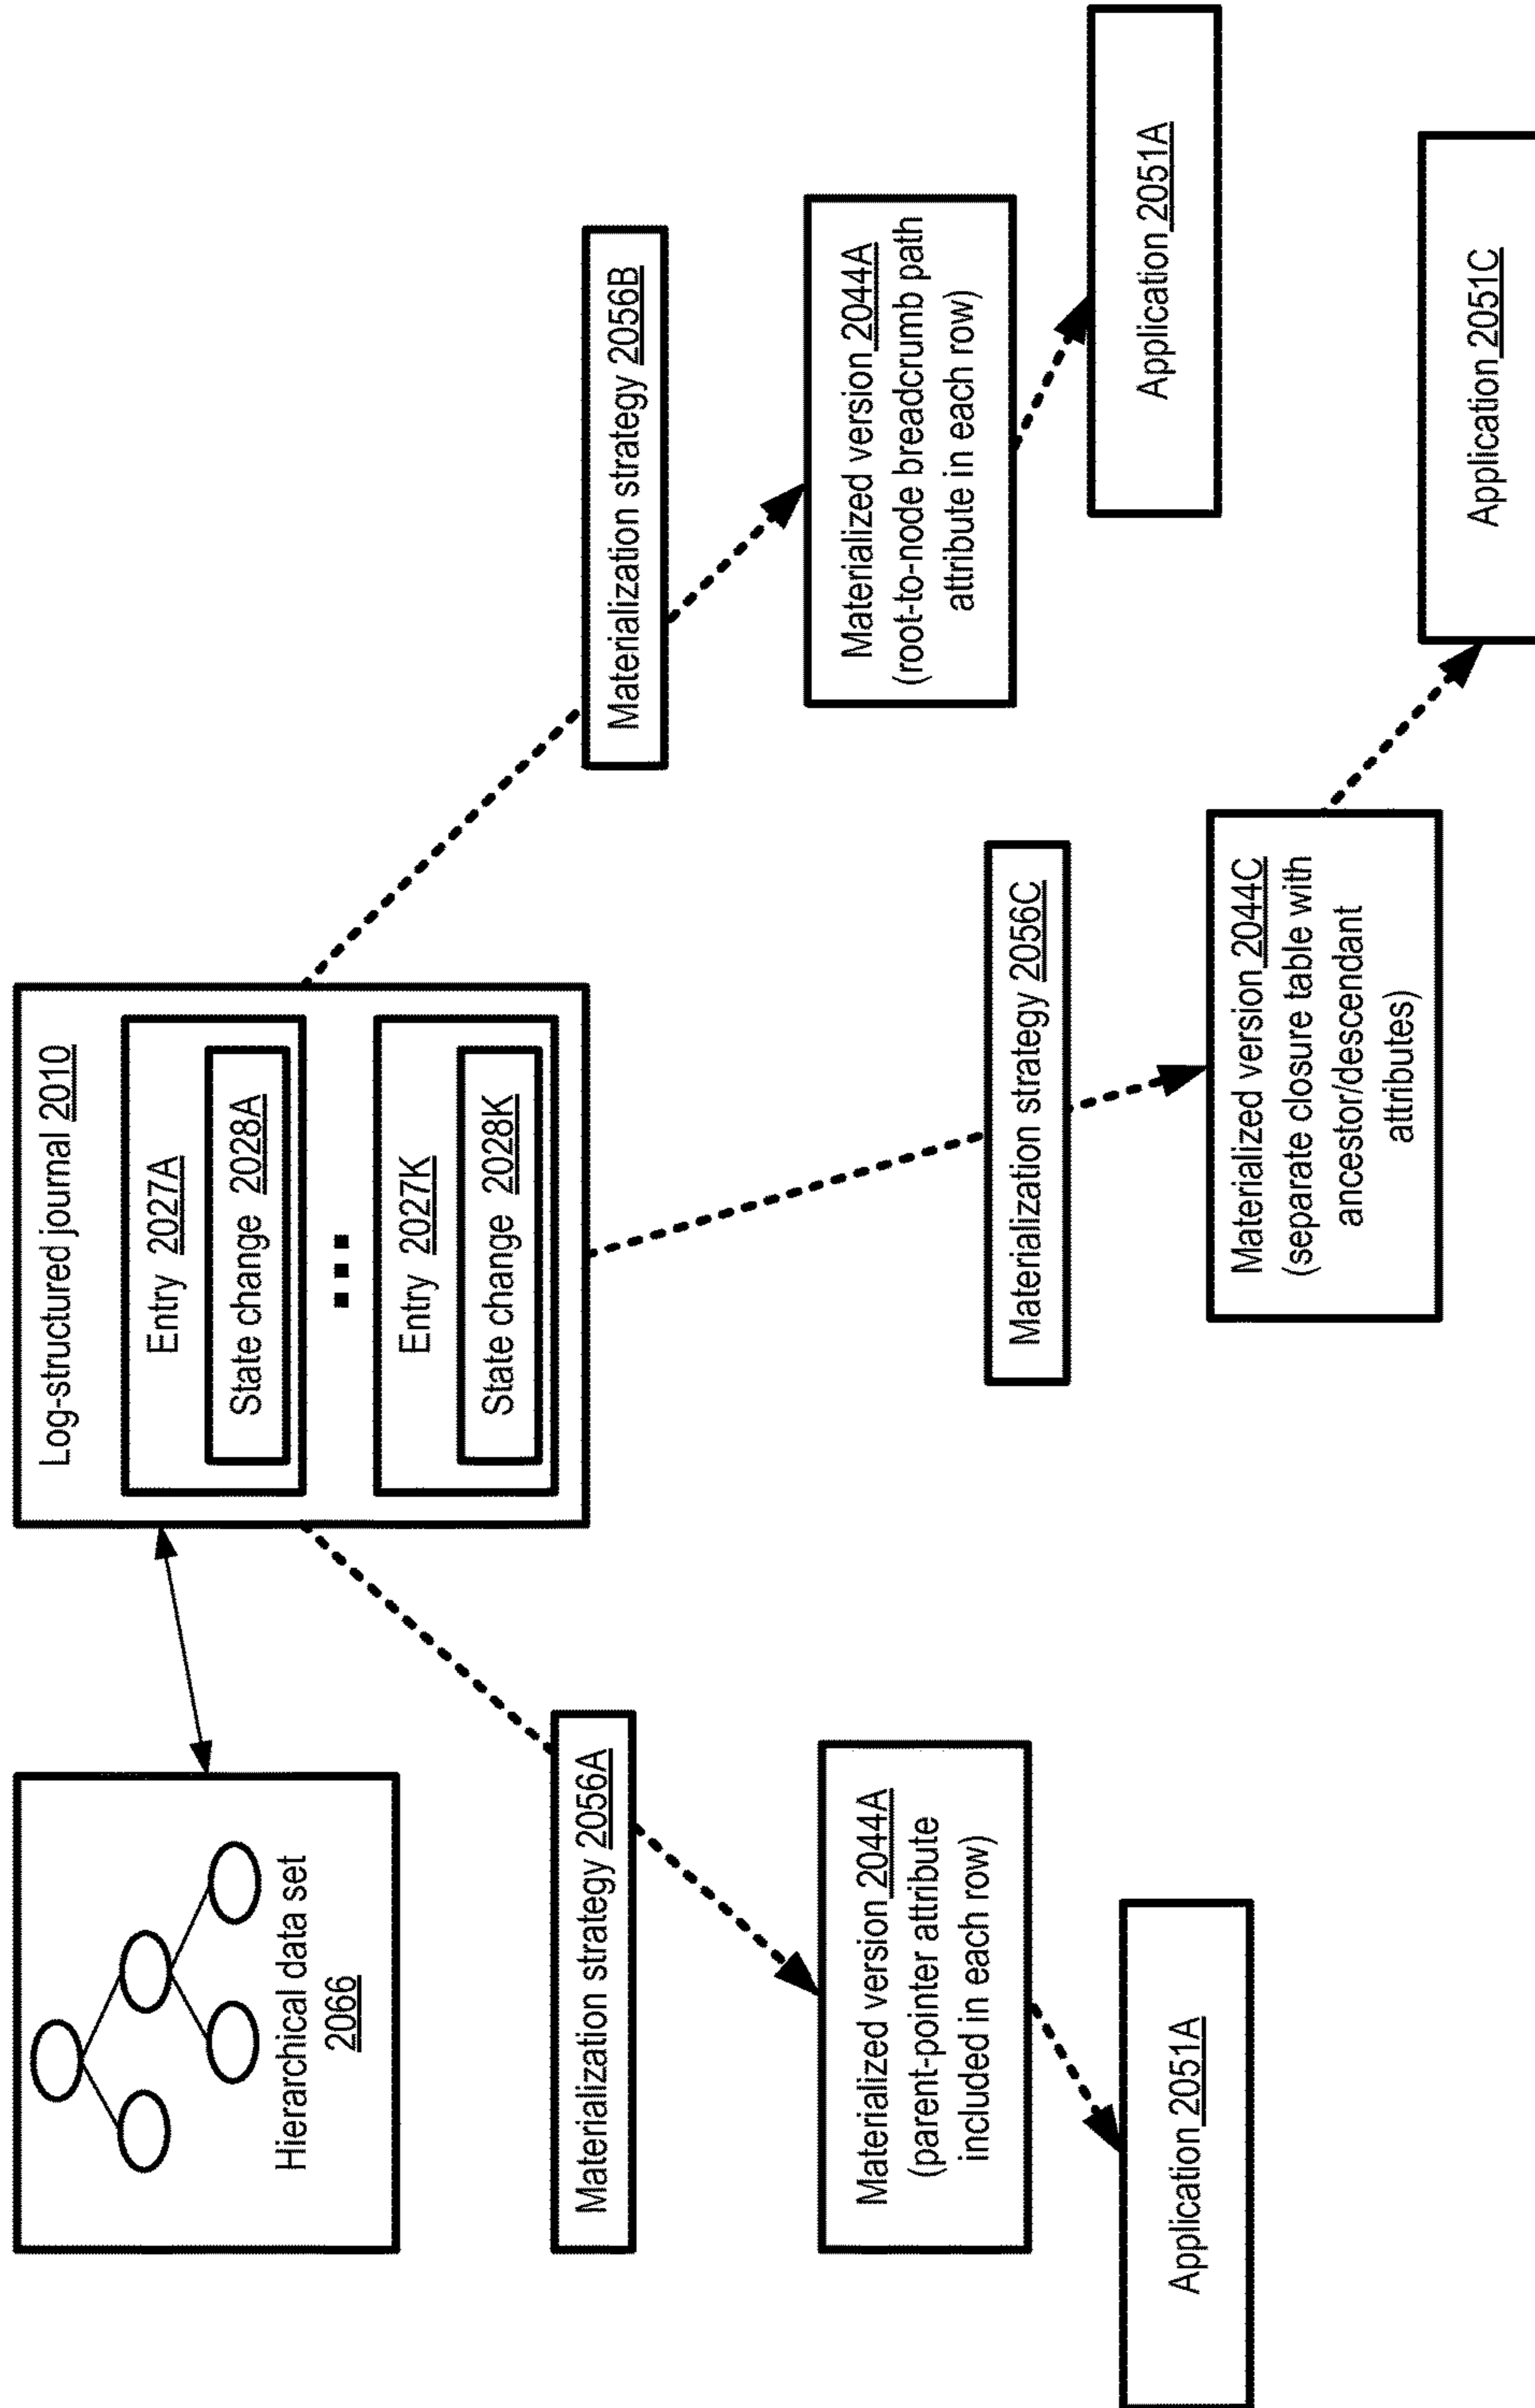 Hierarchical data set
2066
Log-structured journal 2010
Entry 2027A
State change 2028A
Entry 2027K
State change 2028K
Materialization strategy 2056A
Materialization strategy 2056B
Materialized version 2044A
(parent-pointer attribute
included in each row)
Materialized version 2044A
(root-to-node breadcrumb path
attribute in each row)
Materialization strategy 2056C
Application 2051A
Application 2051A
Materialized version 2044C
(separate closure table with
ancestor/descendant
attributes)
Application 2051C